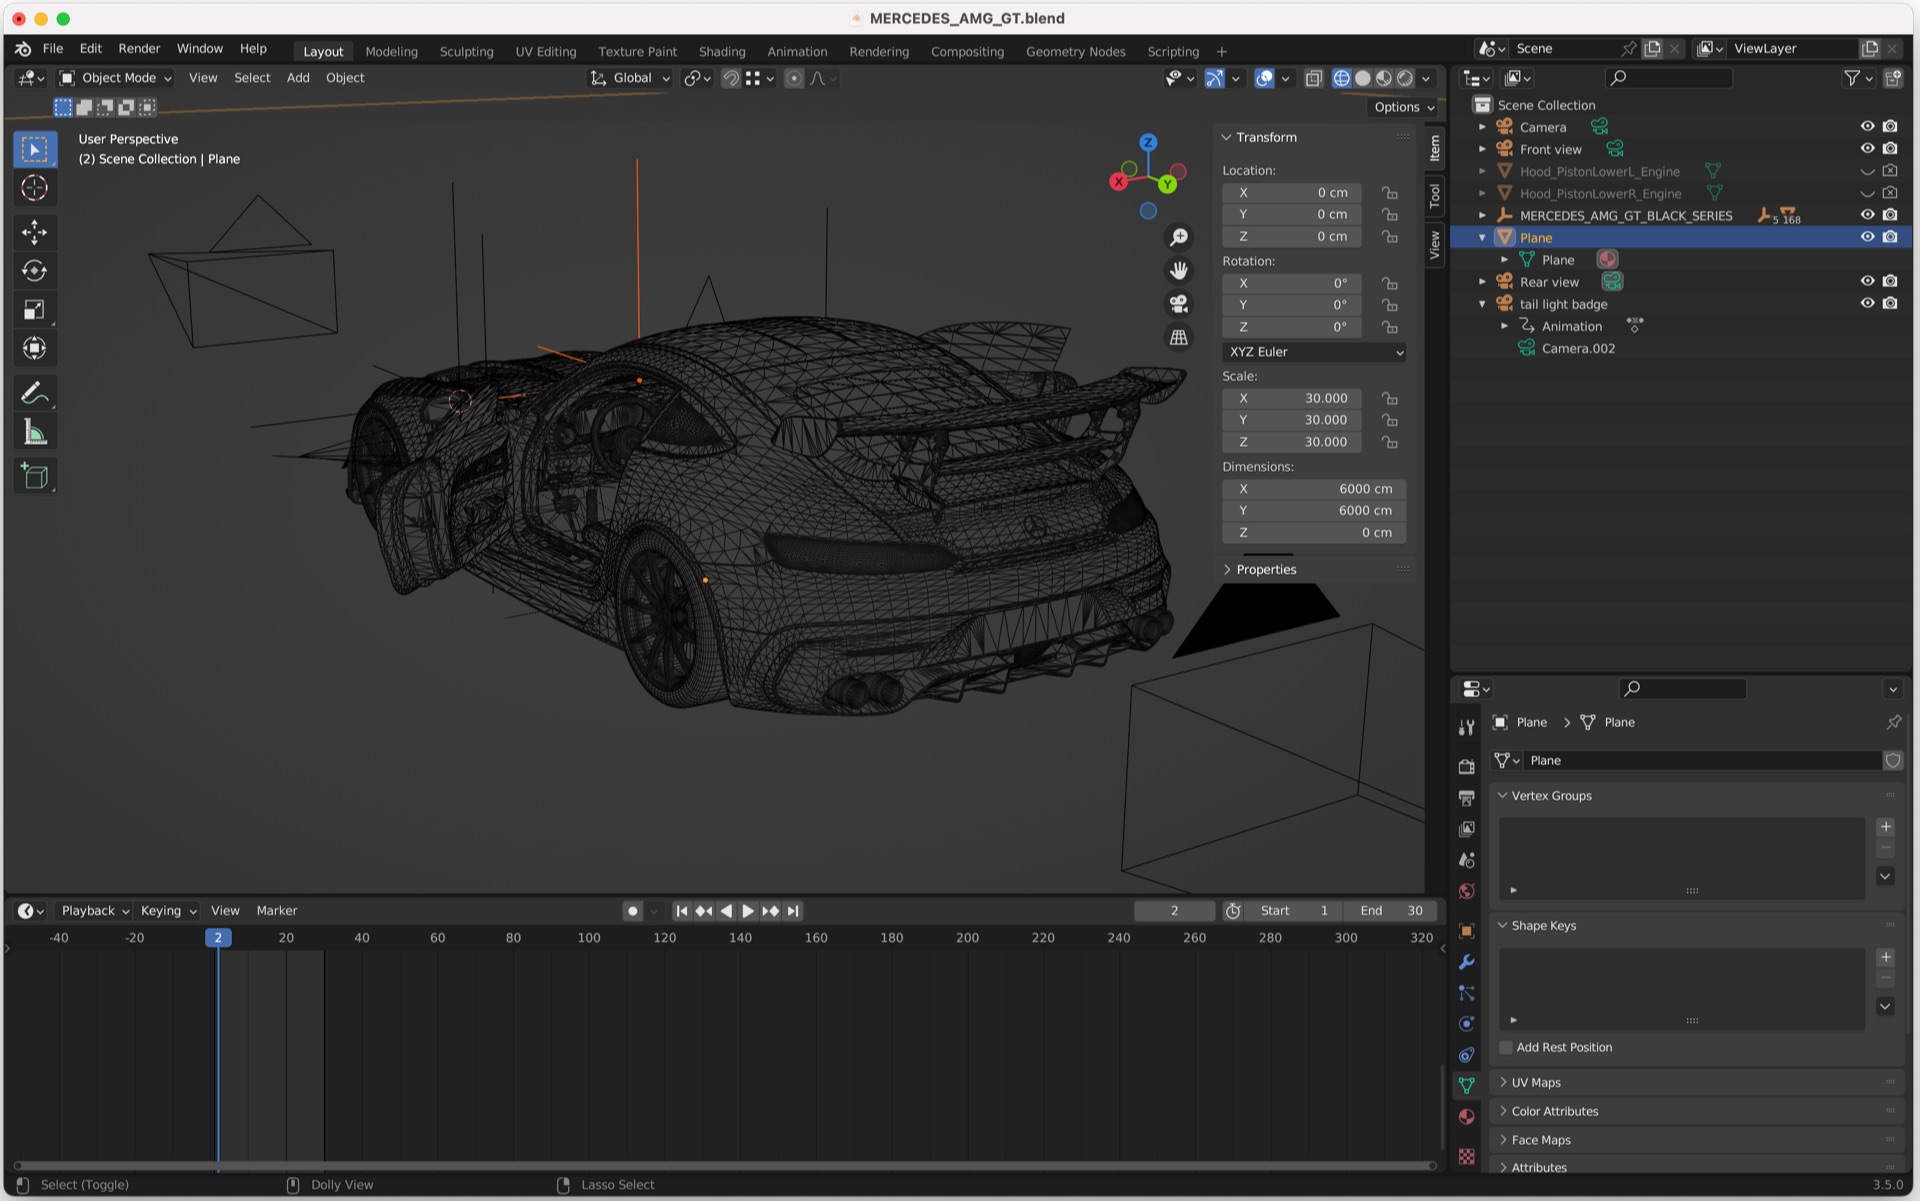 MERCEDES_AMG_GT.blend
File Edit Render Window Help Layout Modeling Sculpting UV Editing Texture Paint Shading Animation Rendering Compositing Geometry Nodes Scripting + Scene ViewLayer
Object Mode View Select Add Object Global
Options
User Perspective
(2) Scene Collection | Plane
Z
X
Y
Transform
Location:
X 0 cm
Y 0 cm
Z 0 cm
Rotation:
X 0°
Y 0°
Z 0°
XYZ Euler
Scale:
X 30.000
Y 30.000
Z 30.000
Dimensions:
X 6000 cm
Y 6000 cm
Z 0 cm
Properties
Item
Tool
View
Scene Collection
Camera
Front view
Hood_PistonLowerL_Engine
Hood_PistonLowerR_Engine
MERCEDES_AMG_GT_BLACK_SERIES 5 168
Plane
Plane
Rear view
tail light badge
Animation
Camera.002
Plane > Plane
Plane
Vertex Groups
Shape Keys
Add Rest Position
UV Maps
Color Attributes
Face Maps
Attributes
Playback Keying View Marker 2 Start 1 End 30
-40 -20 2 20 40 60 80 100 120 140 160 180 200 220 240 260 280 300 320
Select (Toggle) Dolly View Lasso Select 3.5.0